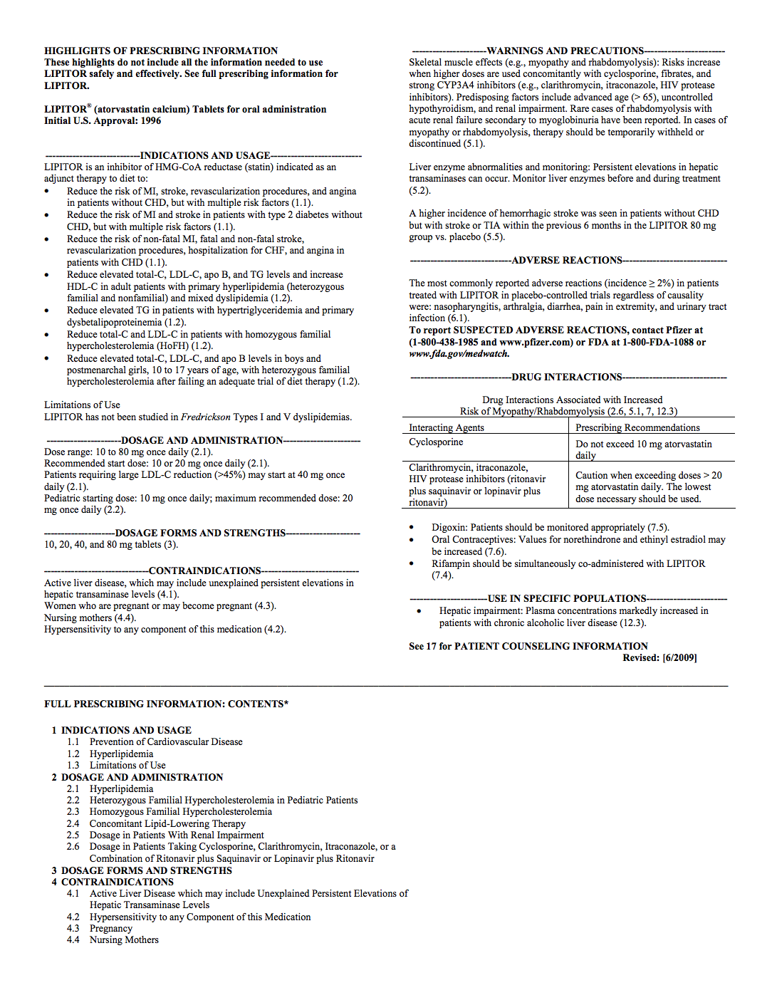 HIGHLIGHTS OF PRESCRIBING INFORMATION
These highlights do not include all the information needed to use
LIPITOR safely and effectively. See full prescribing information for
LIPITOR.
LIPITOR® (atorvastatin calcium) Tablets for oral administration
Initial U.S. Approval: 1996
----------------------------INDICATIONS AND USAGE---------------------------
LIPITOR is an inhibitor of HMG-CoA reductase (statin) indicated as an
adjunct therapy to diet to:
• Reduce the risk of MI, stroke, revascularization procedures, and angina
in patients without CHD, but with multiple risk factors (1.1).
• Reduce the risk of MI and stroke in patients with type 2 diabetes without
CHD, but with multiple risk factors (1.1).
• Reduce the risk of non-fatal MI, fatal and non-fatal stroke,
revascularization procedures, hospitalization for CHF, and angina in
patients with CHD (1.1).
• Reduce elevated total-C, LDL-C, apo B, and TG levels and increase
HDL-C in adult patients with primary hyperlipidemia (heterozygous
familial and nonfamilial) and mixed dyslipidemia (1.2).
• Reduce elevated TG in patients with hypertriglyceridemia and primary
dysbetalipoproteinemia (1.2).
• Reduce total-C and LDL-C in patients with homozygous familial
hypercholesterolemia (HoFH) (1.2).
• Reduce elevated total-C, LDL-C, and apo B levels in boys and
postmenarchal girls, 10 to 17 years of age, with heterozygous familial
hypercholesterolemia after failing an adequate trial of diet therapy (1.2).
Limitations of Use
LIPITOR has not been studied in Fredrickson Types I and V dyslipidemias.
----------------------DOSAGE AND ADMINISTRATION-----------------------
Dose range: 10 to 80 mg once daily (2.1).
Recommended start dose: 10 or 20 mg once daily (2.1).
Patients requiring large LDL-C reduction (>45%) may start at 40 mg once
daily (2.1).
Pediatric starting dose: 10 mg once daily; maximum recommended dose: 20
mg once daily (2.2).
---------------------DOSAGE FORMS AND STRENGTHS----------------------
10, 20, 40, and 80 mg tablets (3).
-------------------------------CONTRAINDICATIONS-----------------------------
Active liver disease, which may include unexplained persistent elevations in
hepatic transaminase levels (4.1).
Women who are pregnant or may become pregnant (4.3).
Nursing mothers (4.4).
Hypersensitivity to any component of this medication (4.2).
----------------------WARNINGS AND PRECAUTIONS------------------------
Skeletal muscle effects (e.g., myopathy and rhabdomyolysis): Risks increase
when higher doses are used concomitantly with cyclosporine, fibrates, and
strong CYP3A4 inhibitors (e.g., clarithromycin, itraconazole, HIV protease
inhibitors). Predisposing factors include advanced age (> 65), uncontrolled
hypothyroidism, and renal impairment. Rare cases of rhabdomyolysis with
acute renal failure secondary to myoglobinuria have been reported. In cases of
myopathy or rhabdomyolysis, therapy should be temporarily withheld or
discontinued (5.1).
Liver enzyme abnormalities and monitoring: Persistent elevations in hepatic
transaminases can occur. Monitor liver enzymes before and during treatment
(5.2).
A higher incidence of hemorrhagic stroke was seen in patients without CHD
but with stroke or TIA within the previous 6 months in the LIPITOR 80 mg
group vs. placebo (5.5).
------------------------------ADVERSE REACTIONS-------------------------------
The most commonly reported adverse reactions (incidence ≥ 2%) in patients
treated with LIPITOR in placebo-controlled trials regardless of causality
were: nasopharyngitis, arthralgia, diarrhea, pain in extremity, and urinary tract
infection (6.1).
To report SUSPECTED ADVERSE REACTIONS, contact Pfizer at
(1-800-438-1985 and www.pfizer.com) or FDA at 1-800-FDA-1088 or
www.fda.gov/medwatch.
------------------------------DRUG INTERACTIONS-------------------------------
Drug Interactions Associated with Increased
Risk of Myopathy/Rhabdomyolysis (2.6, 5.1, 7, 12.3)
Interacting Agents Prescribing Recommendations
Cyclosporine Do not exceed 10 mg atorvastatin
daily
Clarithromycin, itraconazole,
HIV protease inhibitors (ritonavir
plus saquinavir or lopinavir plus
ritonavir)
Caution when exceeding doses > 20
mg atorvastatin daily. The lowest
dose necessary should be used.
• Digoxin: Patients should be monitored appropriately (7.5).
• Oral Contraceptives: Values for norethindrone and ethinyl estradiol may
be increased (7.6).
• Rifampin should be simultaneously co-administered with LIPITOR
(7.4).
-----------------------USE IN SPECIFIC POPULATIONS------------------------
• Hepatic impairment: Plasma concentrations markedly increased in
patients with chronic alcoholic liver disease (12.3).
See 17 for PATIENT COUNSELING INFORMATION
Revised: [6/2009]
FULL PRESCRIBING INFORMATION: CONTENTS*
1 INDICATIONS AND USAGE
1.1 Prevention of Cardiovascular Disease
1.2 Hyperlipidemia
1.3 Limitations of Use
2 DOSAGE AND ADMINISTRATION
2.1 Hyperlipidemia
2.2 Heterozygous Familial Hypercholesterolemia in Pediatric Patients
2.3 Homozygous Familial Hypercholesterolemia
2.4 Concomitant Lipid-Lowering Therapy
2.5 Dosage in Patients With Renal Impairment
2.6 Dosage in Patients Taking Cyclosporine, Clarithromycin, Itraconazole, or a
Combination of Ritonavir plus Saquinavir or Lopinavir plus Ritonavir
3 DOSAGE FORMS AND STRENGTHS
4 CONTRAINDICATIONS
4.1 Active Liver Disease which may include Unexplained Persistent Elevations of
Hepatic Transaminase Levels
4.2 Hypersensitivity to any Component of this Medication
4.3 Pregnancy
4.4 Nursing Mothers